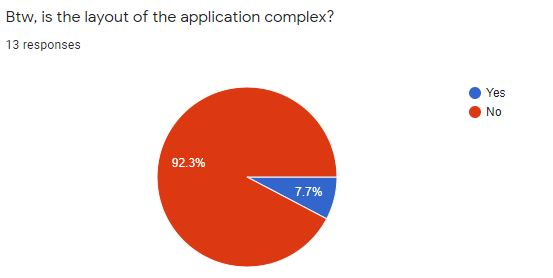 Btw, is the layout of the application complex?
13 responses
Yes
No
92.3%
7.7%